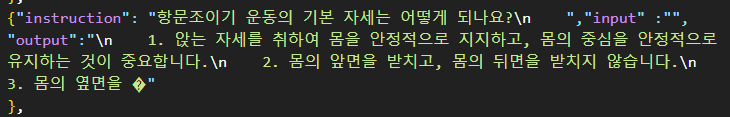 {"instruction": "항문조이기 운동의 기본 자세는 어떻게 되나요?\n    ","input" :"",
"output":"\n    1. 앉는 자세를 취하여 몸을 안정적으로 지지하고, 몸의 중심을 안정적으로
유지하는 것이 중요합니다.\n    2. 몸의 앞면을 받치고, 몸의 뒤면을 받치지 않습니다.\n
3. 몸의 옆면을 �"
},